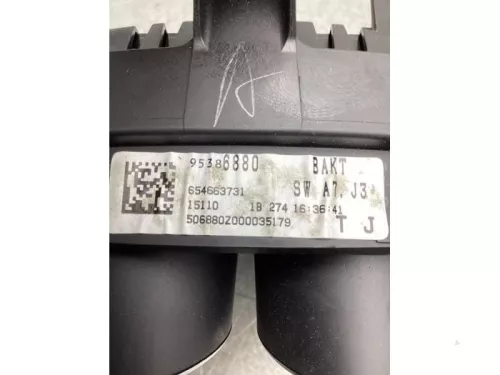 95386880 BAKT
654663731 SW A7.J3
15110 18 274 16:36:41
506880Z000035179 T J